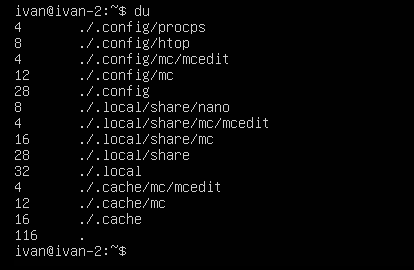 ivan@ivan-2:~$ du
4 ./.config/procps
8 ./.config/htop
4 ./.config/mc/mcedit
12 ./.config/mc
28 ./.config
8 ./.local/share/nano
4 ./.local/share/mc/mcedit
16 ./.local/share/mc
28 ./.local/share
32 ./.local
4 ./.cache/mc/mcedit
12 ./.cache/mc
16 ./.cache
116 .
ivan@ivan-2:~$